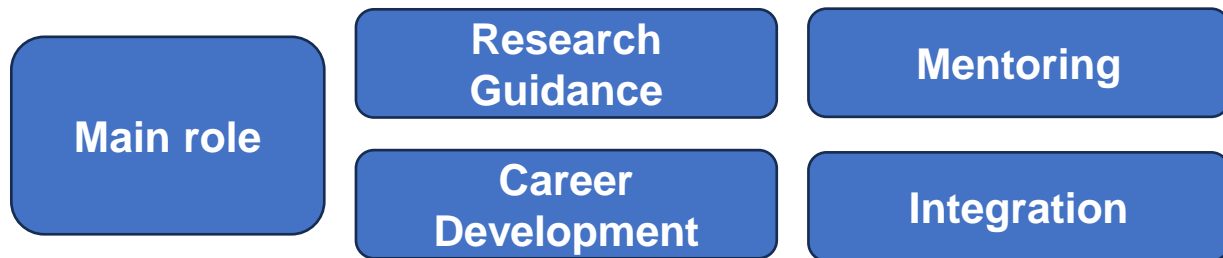 Main role
Research
Guidance
Mentoring
Career
Development
Integration